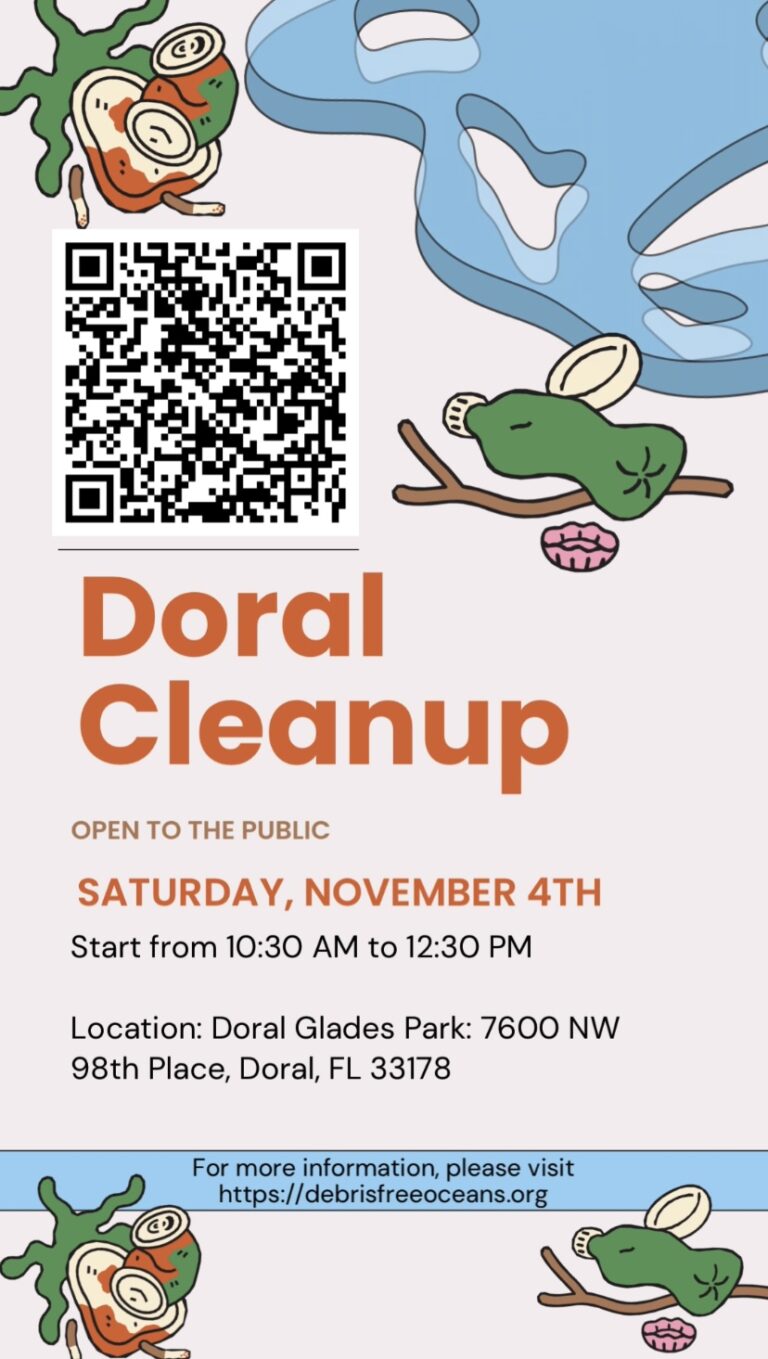 Doral
Cleanup
OPEN TO THE PUBLIC
SATURDAY, NOVEMBER 4TH
Start from 10:30 AM to 12:30 PM
Location: Doral Glades Park: 7600 NW
98th Place, Doral, FL 33178
For more information, please visit
https://debrisfreeoceans.org